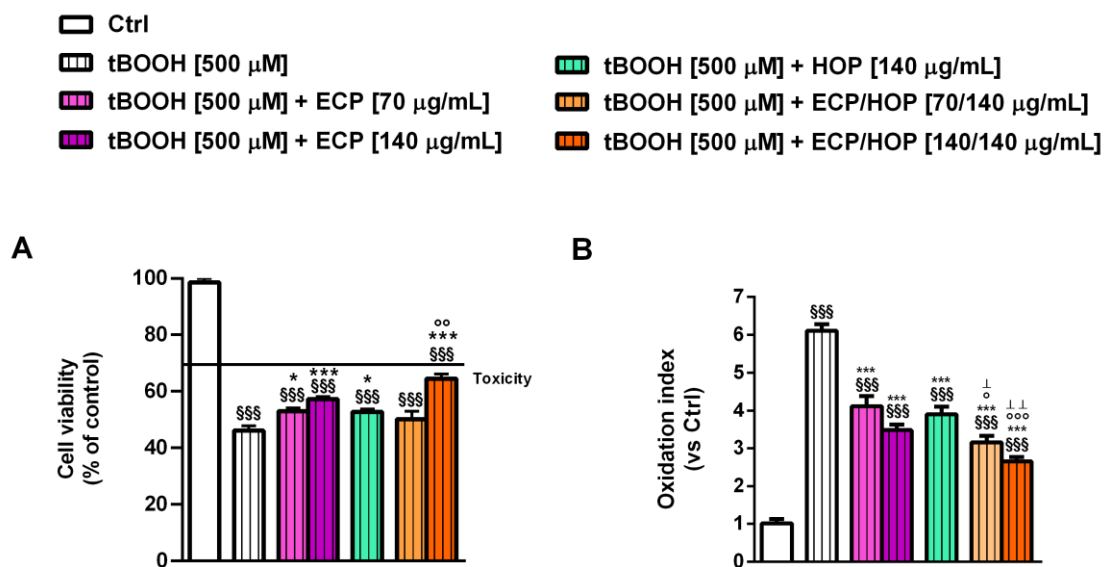 Ctrl
tBOOH [500 μM]
tBOOH [500 μM] + ECP [70 μg/mL]
tBOOH [500 μM] + ECP [140 μg/mL]
tBOOH [500 μM] + HOP [140 μg/mL]
tBOOH [500 μM] + ECP/HOP [70/140 μg/mL]
tBOOH [500 μM] + ECP/HOP [140/140 μg/mL]
A
Cell viability
(% of control)
100
80
60
40
20
0
§§§
*
§§§
***
§§§
*
§§§
§§§
°°
***
§§§
Toxicity
B
Oxidation index
(vs Ctrl)
7
6
5
4
3
2
1
0
§§§
***
§§§
***
§§§
***
§§§
⊥
°
***
§§§
⊥⊥
°°°
***
§§§